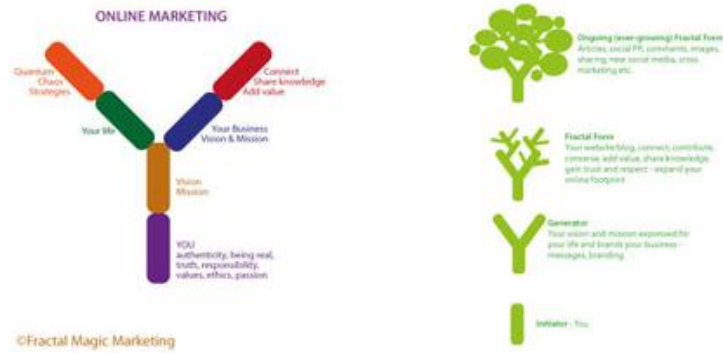 ONLINE MARKETING
Quantum
Chaos
Strategies
Connect
Share knowledge
Add value
Your life
Your Business
Vision & Mission
Vision
Mission
YOU
authenticity, being real,
truth, responsibility,
values, ethics, passion
©Fractal Magic Marketing
Ongoing (ever-growing) Fractal Form
Articles, social PR, comments, images,
sharing, new social media, cross
marketing etc.
Fractal Form
Your website/blog, connect, contribute,
converse, add value, share knowledge,
gain trust and respect - expand your
online footprint
Generator
Your vision and mission expressed for
your life and brands your business -
messages, branding
Initiator - You